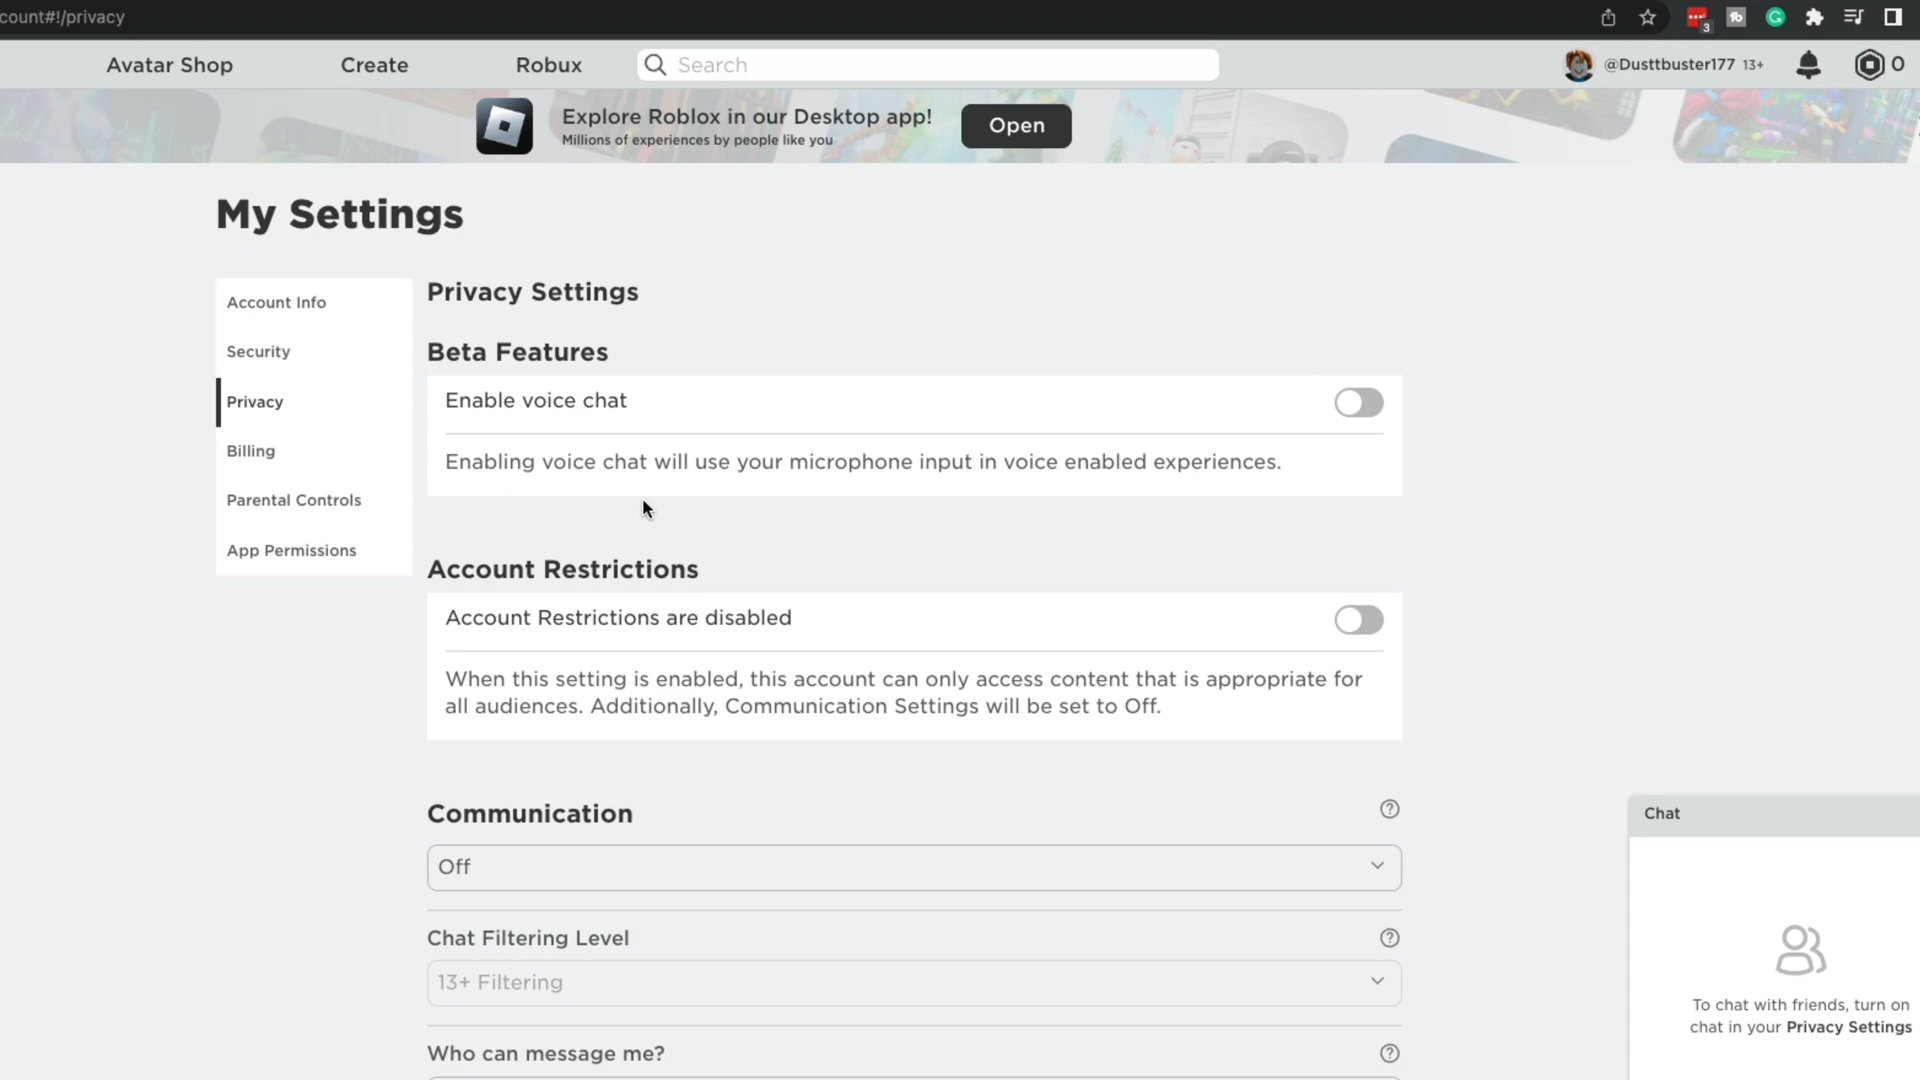 count#!/privacy
3
Avatar Shop
Create
Robux
Search
@Dusttbuster177 13+
0
Explore Roblox in our Desktop app!
Millions of experiences by people like you
Open
My Settings
Account Info
Security
Privacy
Billing
Parental Controls
App Permissions
Privacy Settings
Beta Features
Enable voice chat
Enabling voice chat will use your microphone input in voice enabled experiences.
Account Restrictions
Account Restrictions are disabled
When this setting is enabled, this account can only access content that is appropriate for
all audiences. Additionally, Communication Settings will be set to Off.
Communication
Off
Chat Filtering Level
13+ Filtering
Who can message me?
Chat
To chat with friends, turn on
chat in your Privacy Settings